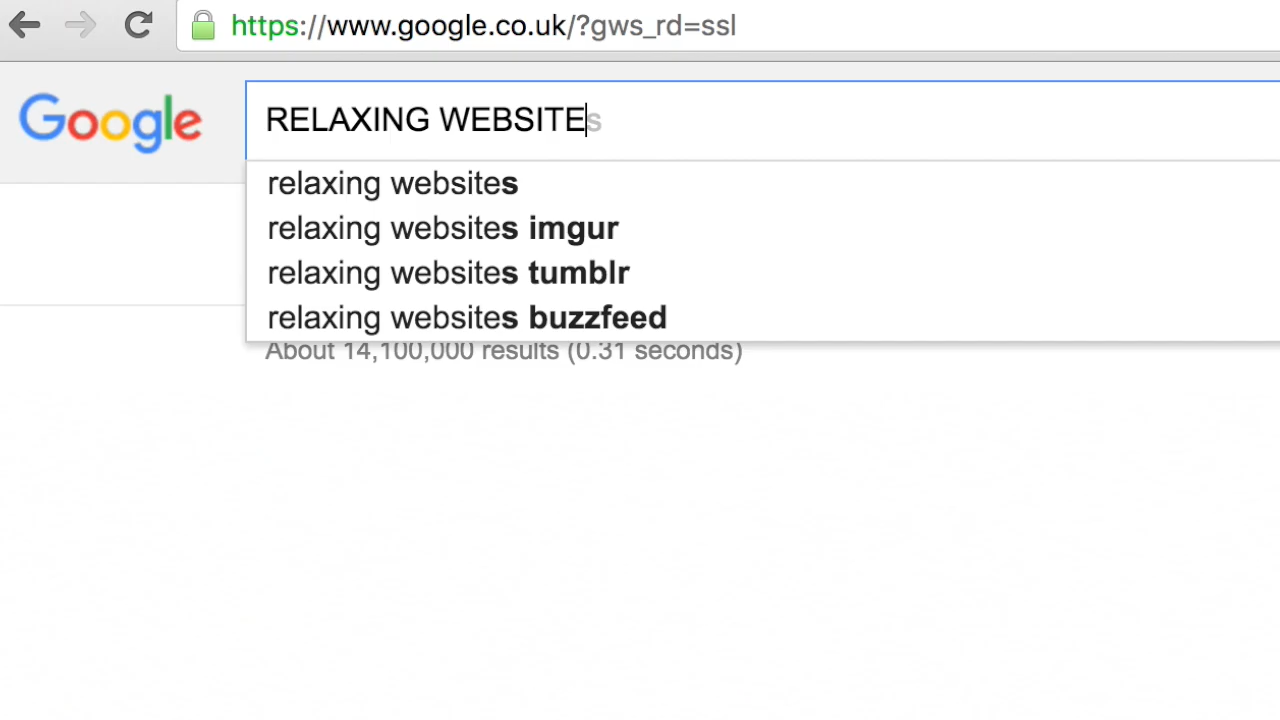 https://www.google.co.uk/?gws_rd=ssl
Google
RELAXING WEBSITEs
relaxing websites
relaxing websites imgur
relaxing websites tumblr
relaxing websites buzzfeed
About 14,100,000 results (0.31 seconds)